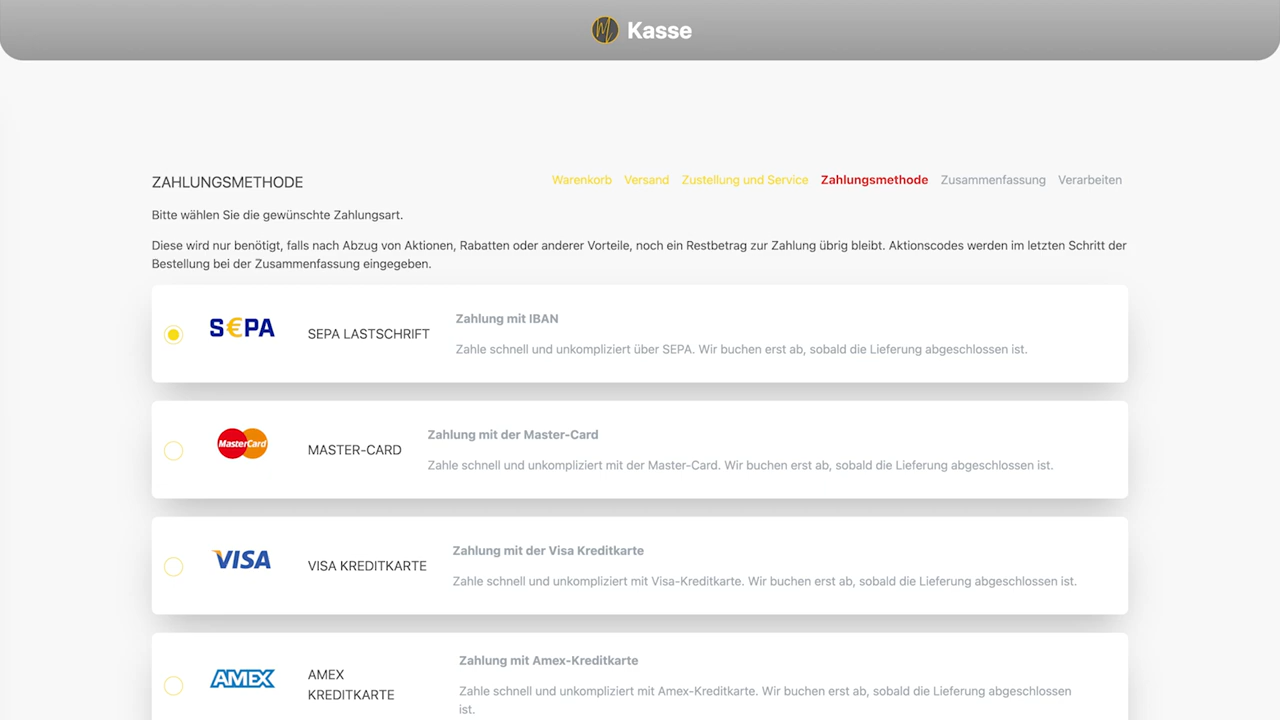 Kasse
ZAHLUNGSMETHODE
Warenkorb Versand Zustellung und Service Zahlungsmethode Zusammenfassung Verarbeiten
Bitte wählen Sie die gewünschte Zahlungsart.
Diese wird nur benötigt, falls nach Abzug von Aktionen, Rabatten oder anderer Vorteile, noch ein Restbetrag zur Zahlung übrig bleibt. Aktionscodes werden im letzten Schritt der
Bestellung bei der Zusammenfassung eingegeben.
S€PA
SEPA LASTSCHRIFT
Zahlung mit IBAN
Zahle schnell und unkompliziert über SEPA. Wir buchen erst ab, sobald die Lieferung abgeschlossen ist.
MasterCard
MASTER-CARD
Zahlung mit der Master-Card
Zahle schnell und unkompliziert mit der Master-Card. Wir buchen erst ab, sobald die Lieferung abgeschlossen ist.
VISA
VISA KREDITKARTE
Zahlung mit der Visa Kreditkarte
Zahle schnell und unkompliziert mit Visa-Kreditkarte. Wir buchen erst ab, sobald die Lieferung abgeschlossen ist.
AMEX
AMEX
KREDITKARTE
Zahlung mit Amex-Kreditkarte
Zahle schnell und unkompliziert mit Amex-Kreditkarte. Wir buchen erst ab, sobald die Lieferung abgeschlossen
ist.